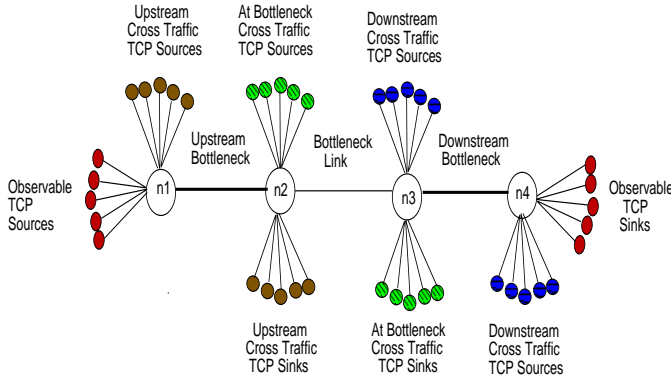 Upstream
Cross Traffic
TCP Sources
At Bottleneck
Cross Traffic
TCP Sources
Downstream
Cross Traffic
TCP Sources
Upstream
Bottleneck
Bottleneck
Link
Downstream
Bottleneck
Observable
TCP
Sources
n1
n2
n3
n4
Observable
TCP
Sinks
Upstream
Cross Traffic
TCP Sinks
At Bottleneck
Cross Traffic
TCP Sinks
Downstream
Cross Traffic
TCP Sources